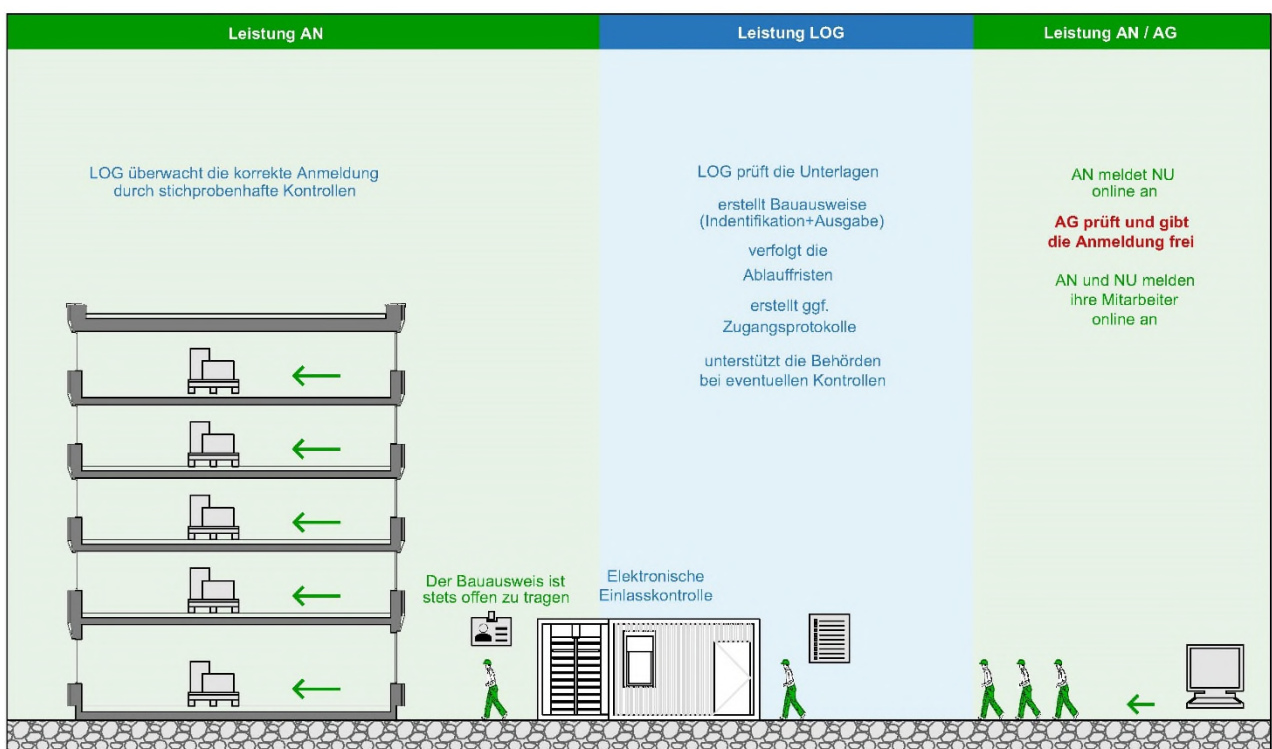 Leistung AN
Leistung LOG
Leistung AN / AG
LOG überwacht die korrekte Anmeldung
durch stichprobenhafte Kontrollen
LOG prüft die Unterlagen
erstellt Bauausweise
(Indentifikation+Ausgabe)
verfolgt die
Ablauffristen
erstellt ggf.
Zugangsprotokolle
unterstützt die Behörden
bei eventuellen Kontrollen
AN meldet NU
online an
AG prüft und gibt
die Anmeldung frei
AN und NU melden
ihre Mitarbeiter
online an
Der Bauausweis ist
stets offen zu tragen
Elektronische
Einlasskontrolle